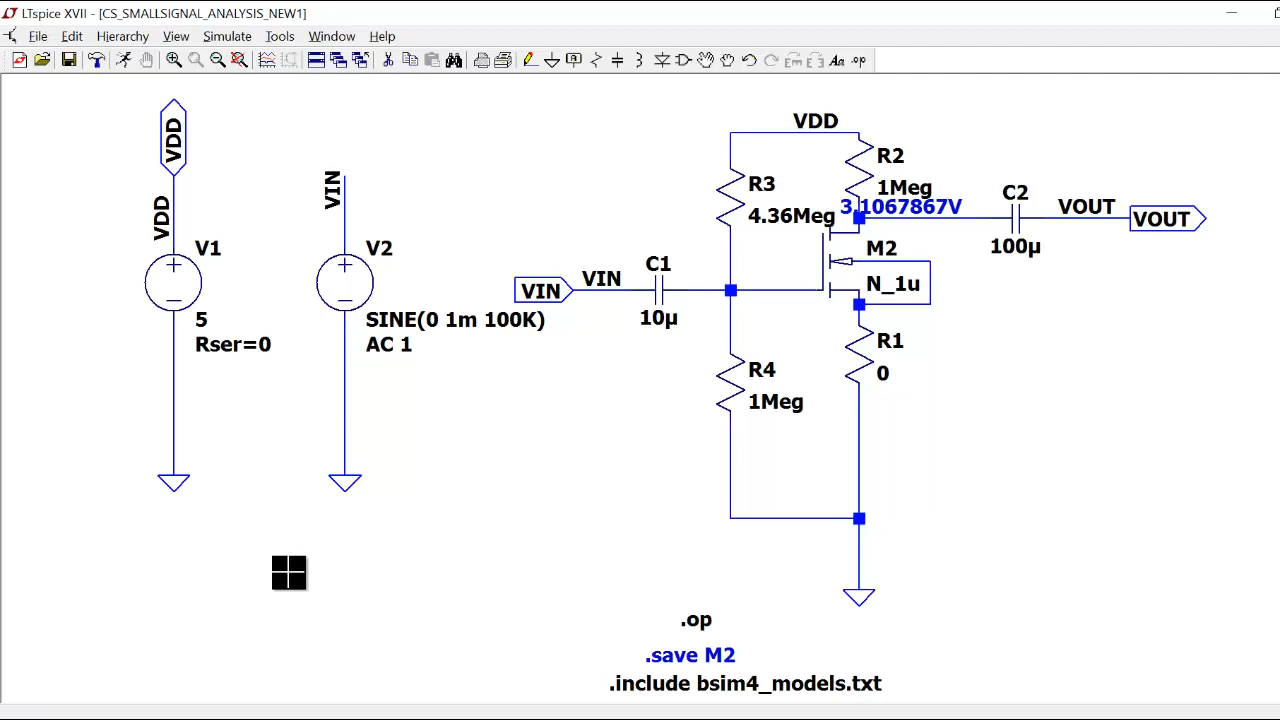 LTspice XVII - [CS_SMALLSIGNAL_ANALYSIS_NEW1]
File Edit Hierarchy View Simulate Tools Window Help
Aa .op
VDD
VDD
V1
5
Rser=0
VIN
V2
SINE(0 1m 100K)
AC 1
VIN
VIN
C1
10µ
VDD
R3
4.36Meg
R2
1Meg
3.1067867V
M2
N_1u
R4
1Meg
R1
0
C2
100µ
VOUT
VOUT
.op
.save M2
.include bsim4_models.txt